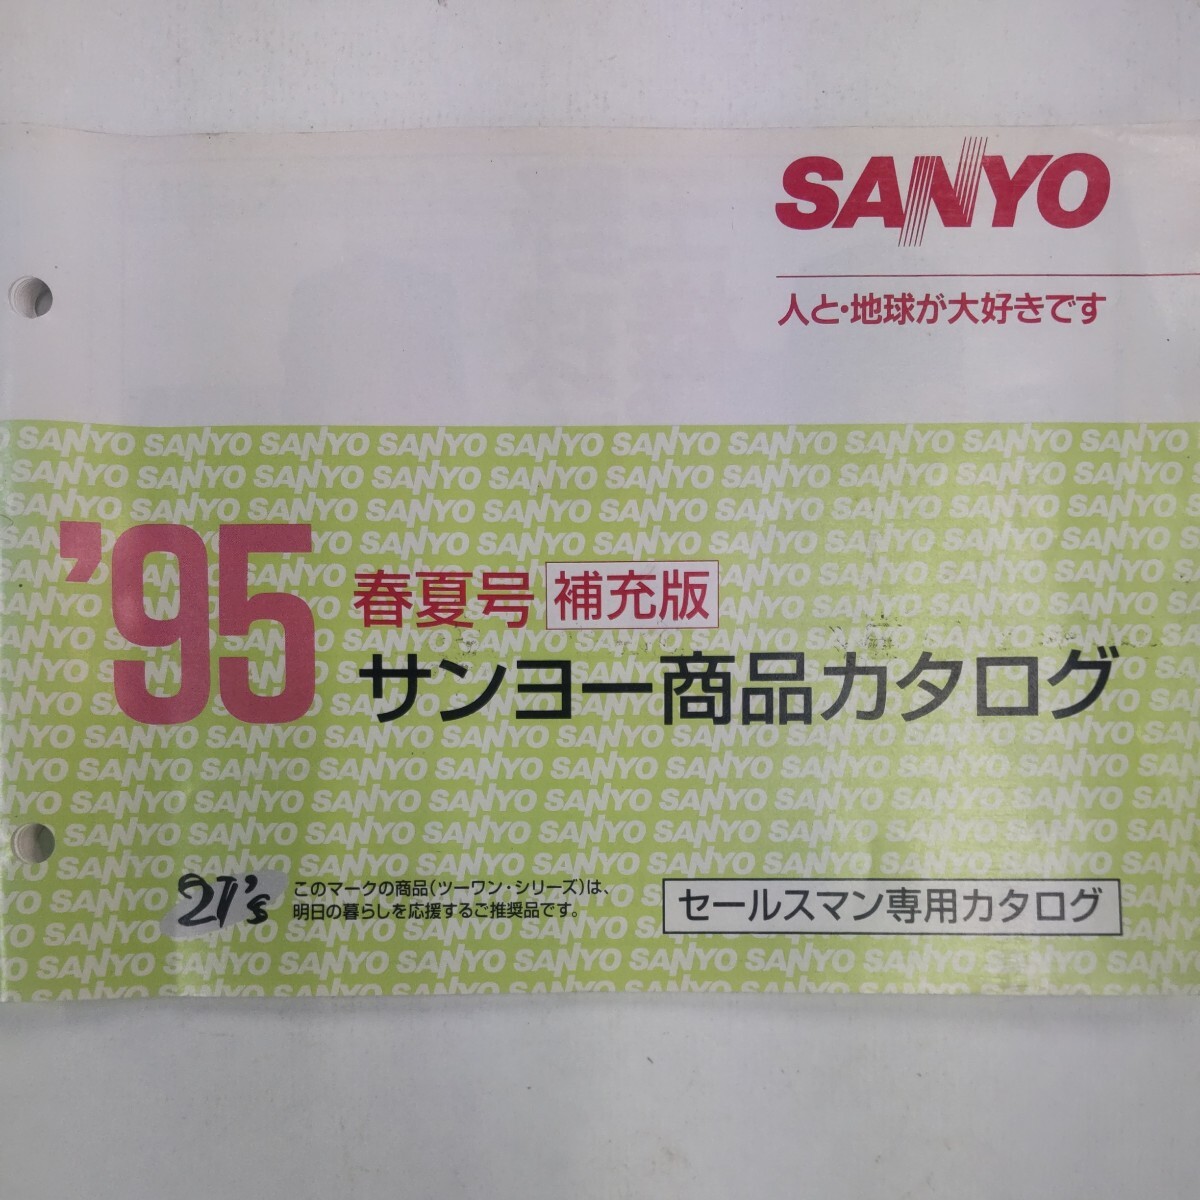 SANYO
人と・地球が大好きです
'95
春夏号 補充版
サンヨー商品カタログ
21's
このマークの商品(ツーワン・シリーズ)は、
明日の暮らしを応援するご推奨品です。
セールスマン専用カタログ